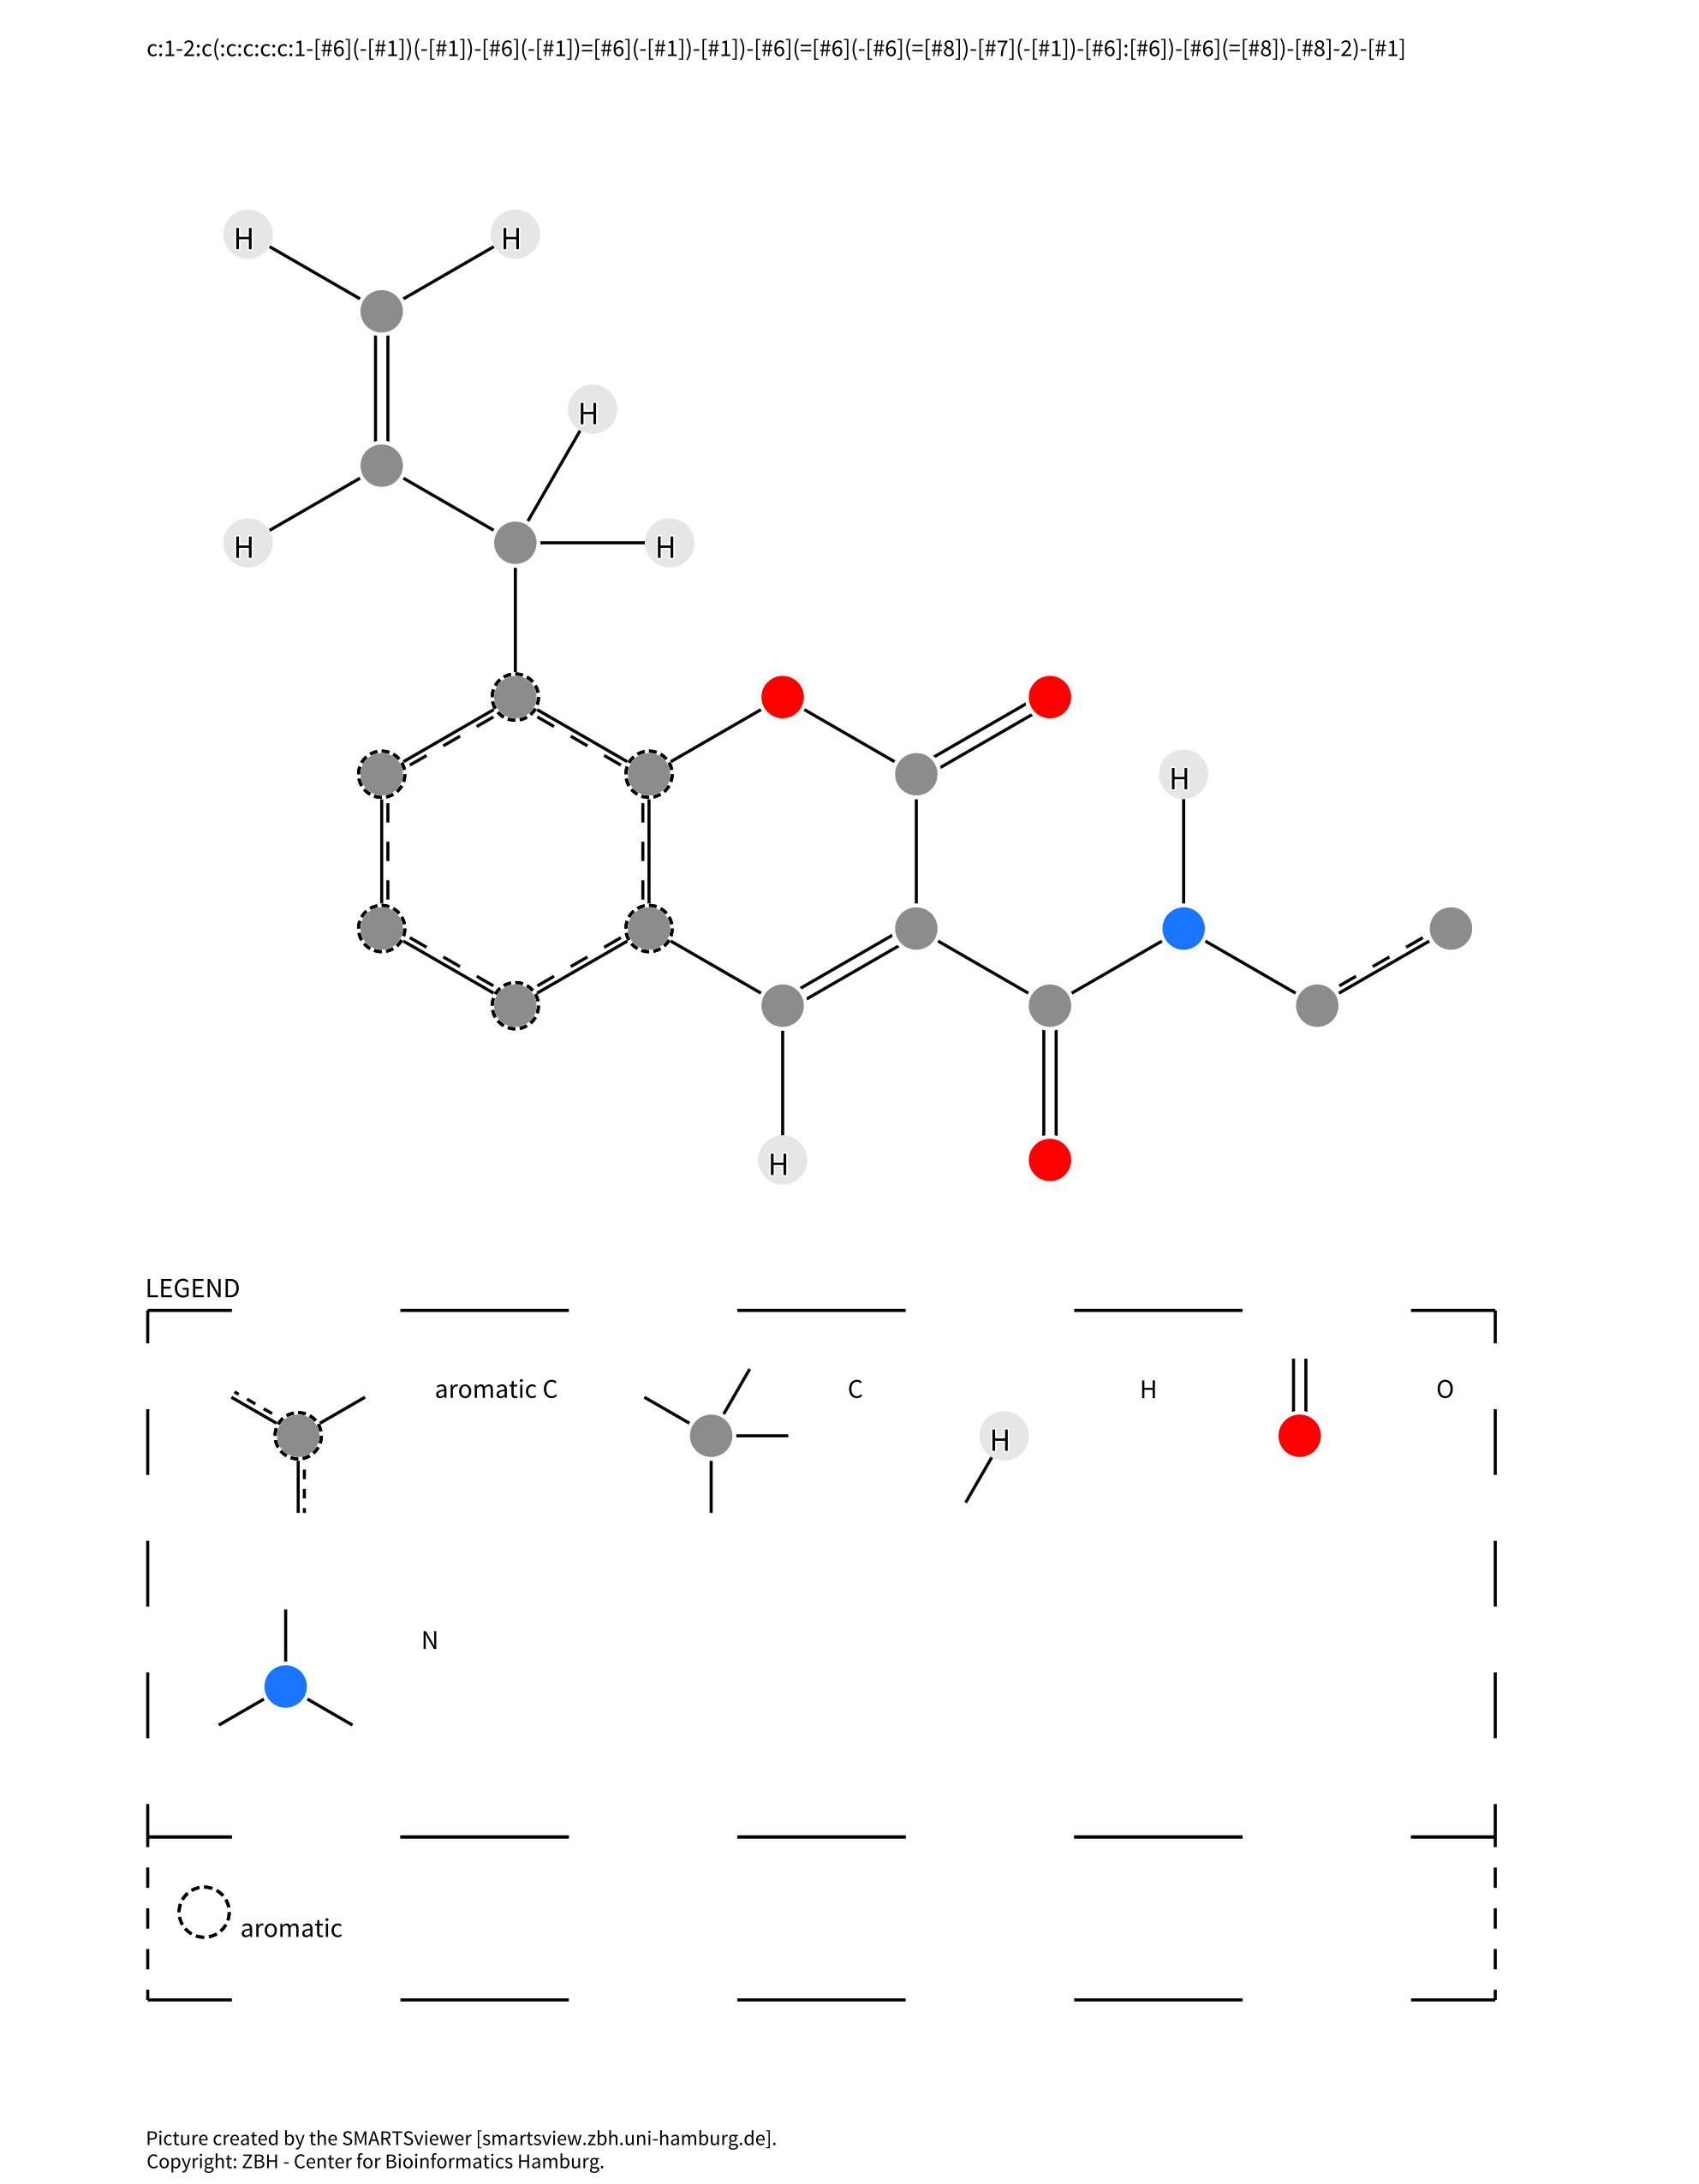 c:1-2:c(:c:c:c:c:1-[#6](-[#1])(-[#1])-[#6](-[#1])=[#6](-[#1])-[#1])-[#6](=[#6](-[#6](=[#8])-[#7](-[#1])-[#6]:[#6])-[#6](=[#8])-[#8]-2)-[#1]
H H
H
H H
H
H
LEGEND
aromatic C C H O
H
N
aromatic
Picture created by the SMARTSviewer [smartsview.zbh.uni-hamburg.de].
Copyright: ZBH - Center for Bioinformatics Hamburg.